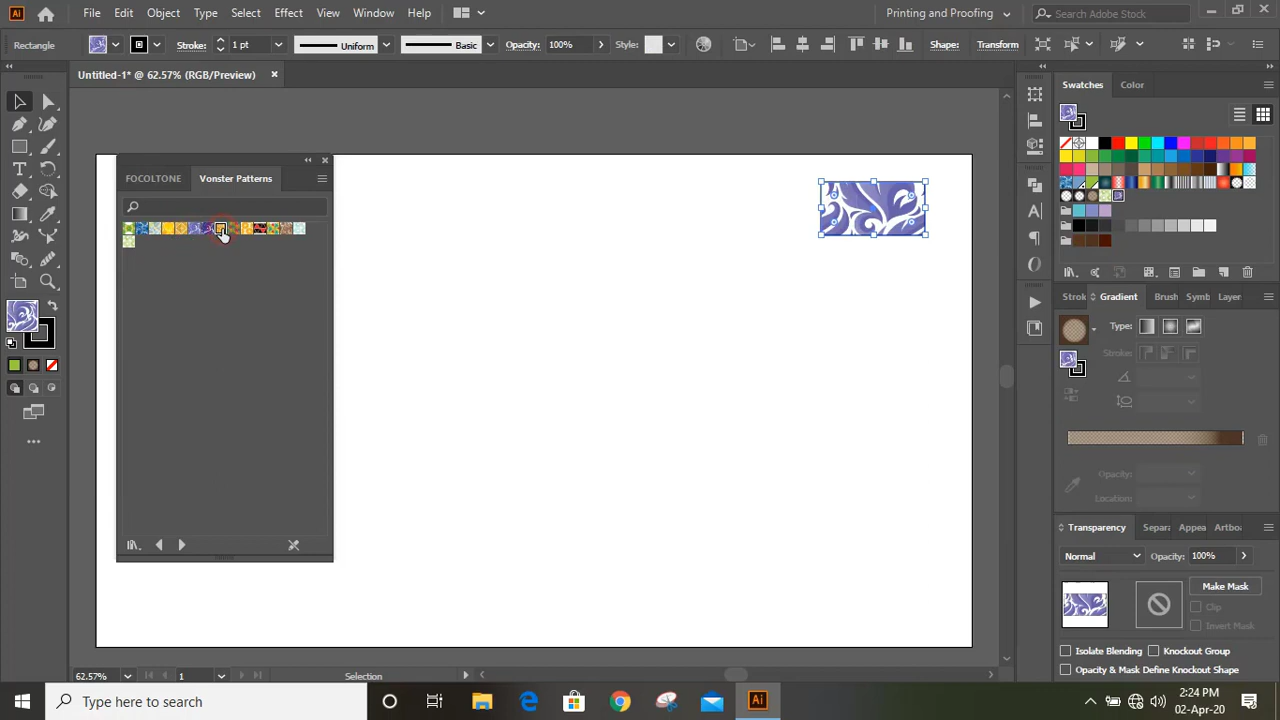 Ai File Edit Object Type Select Effect View Window Help Printing and Proofing Search Adobe Stock
Rectangle Stroke: 1 pt Uniform Basic Opacity: 100% Style: Shape: Transform
Untitled-1* @ 62.57% (RGB/Preview)
Swatches Color
FOCOLTONE Vonster Patterns
Strok Gradient Brush Symb Layer
Type:
Stroke:
Opacity:
Location:
Transparency Separ Appea Artbo
Normal Opacity: 100%
Make Mask
Clip
Invert Mask
Isolate Blending Knockout Group
Opacity & Mask Define Knockout Shape
62.57% 1 Selection
Type here to search Ai 2:24 PM
02-Apr-20